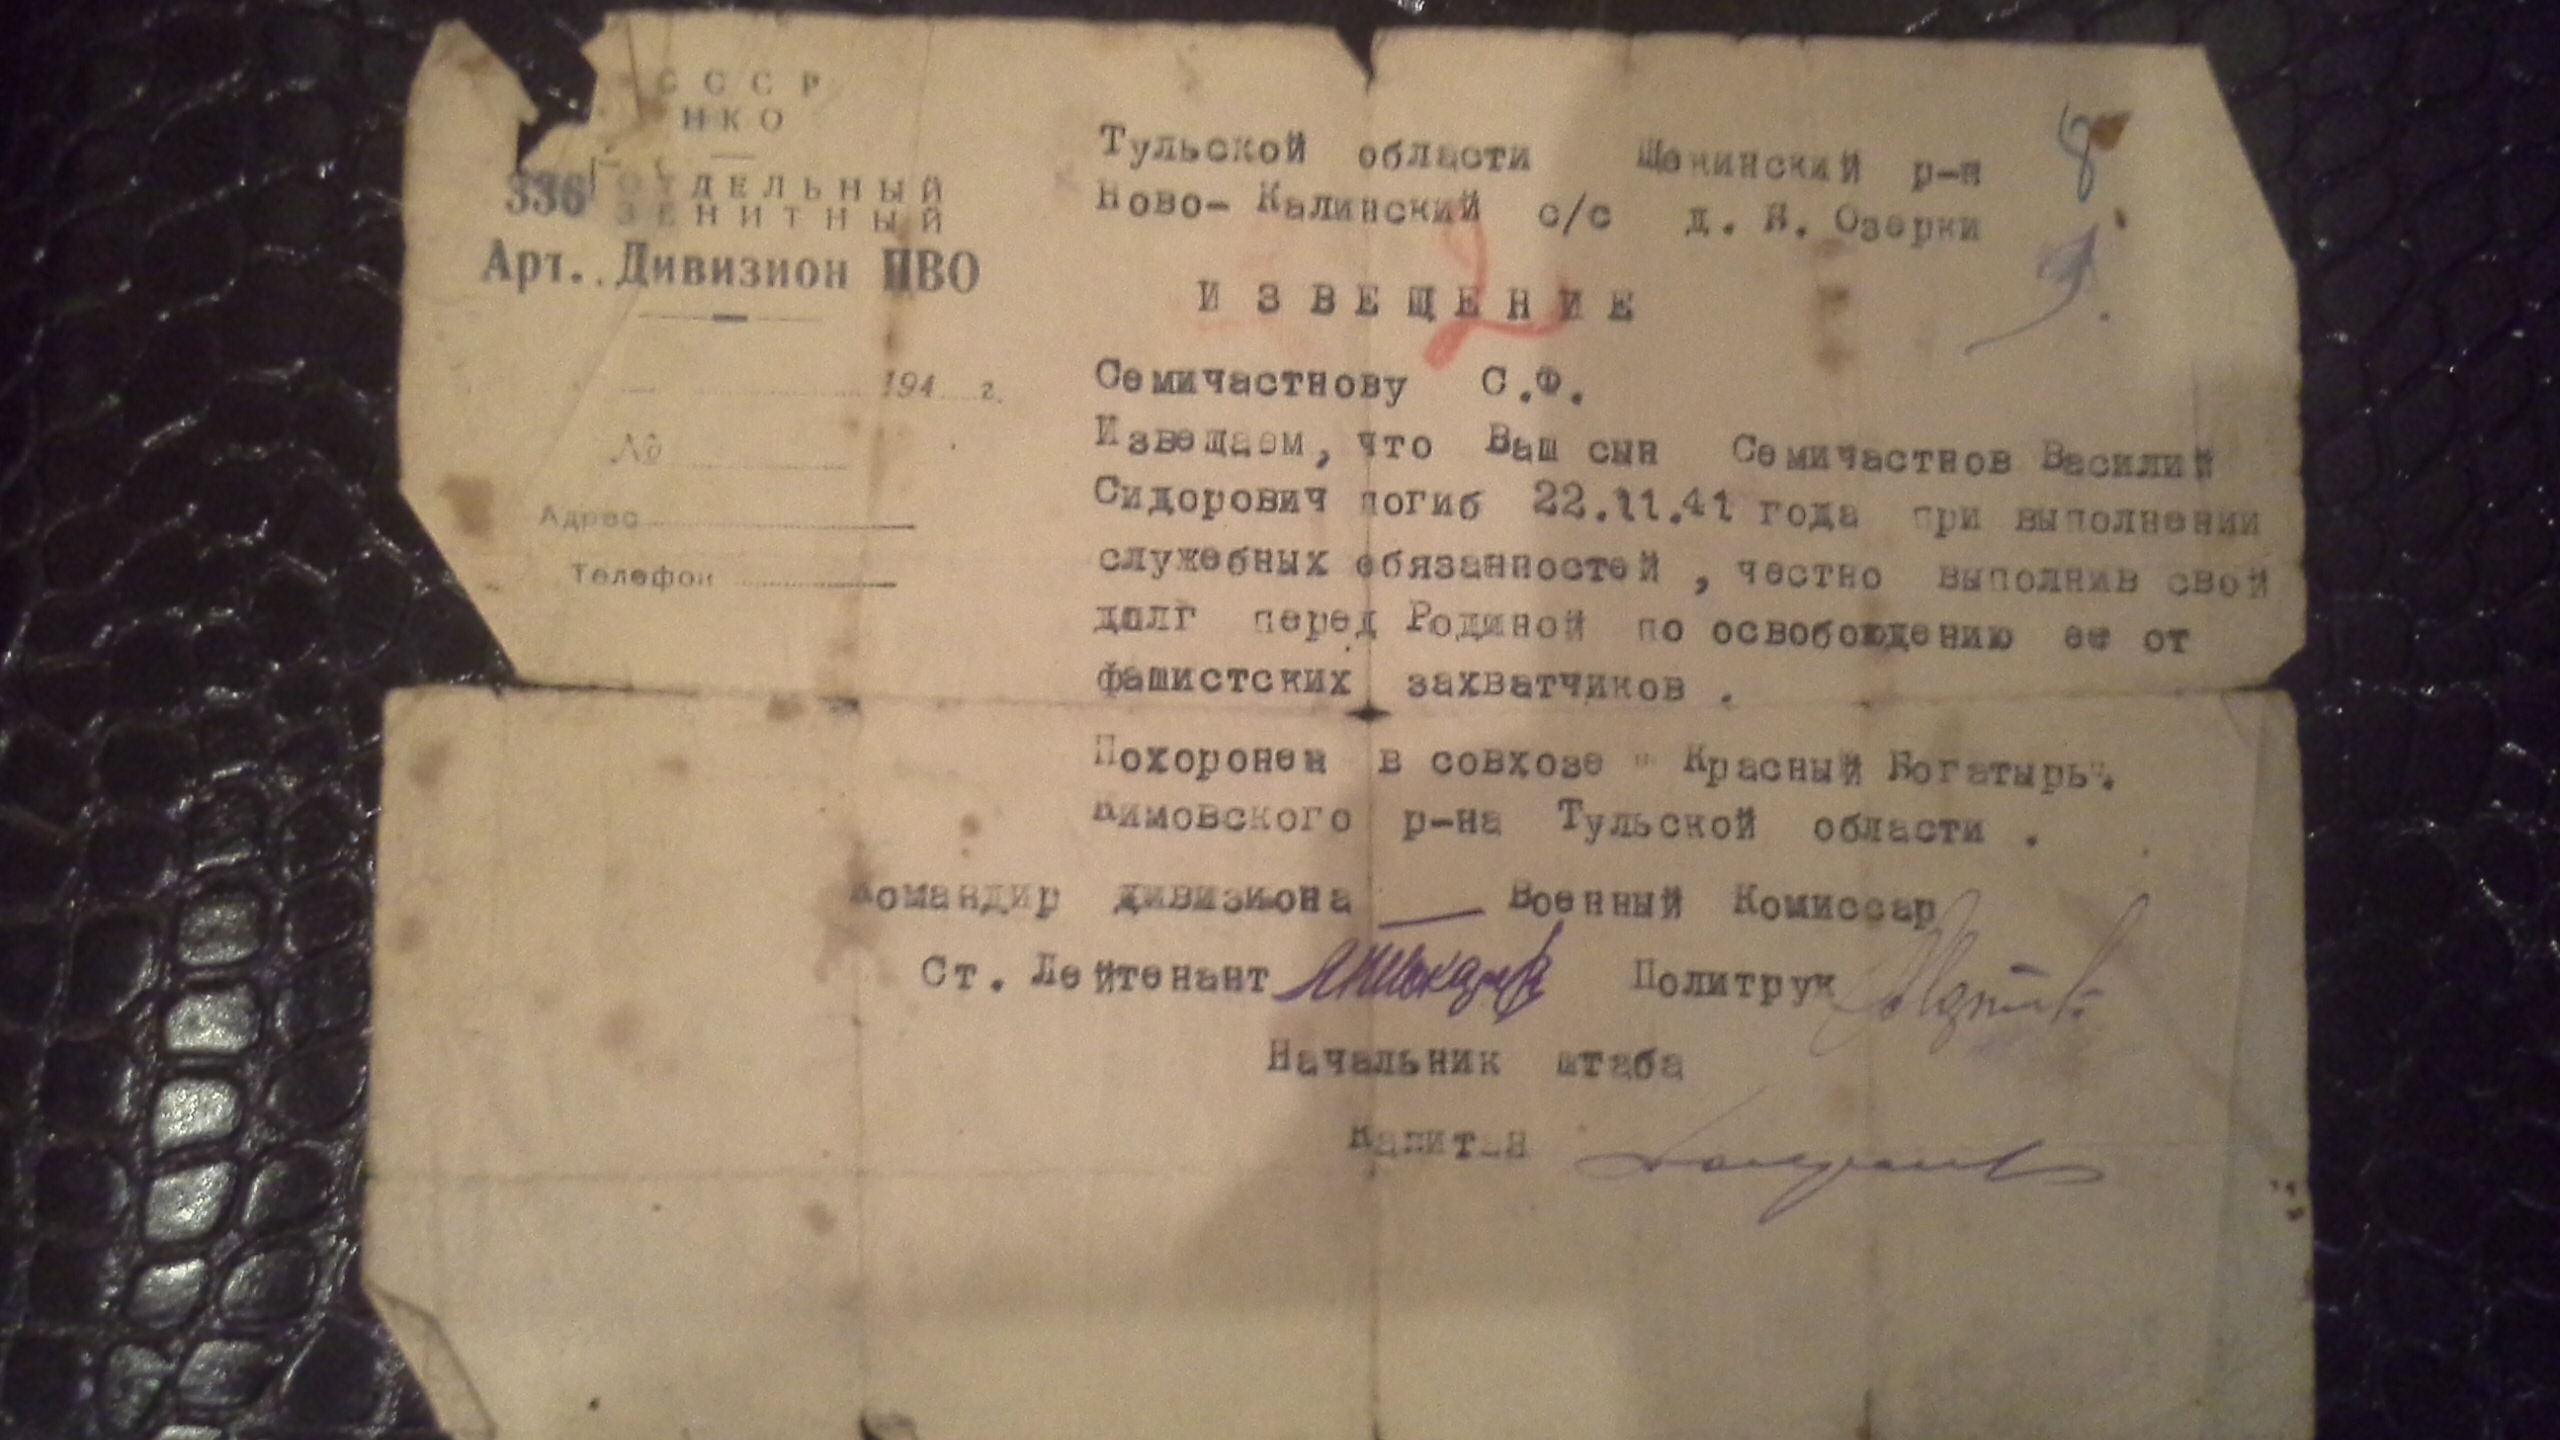 СССР
НКО
336 ОТДЕЛЬНЫЙ
ЗЕНИТНЫЙ
Арт. Дивизион ПВО
194 г.
№
Адрес
Телефон
8
Тульской области Щекинский р-н
Ново-Калинский с/с д. Н. Озерки
2
ИЗВЕЩЕНИЕ
Семичастнову С.Ф.
Извещаем, что Ваш сын Семичастнов Василий
Сидорович погиб 22.11.41 года при выполнении
служебных обязанностей, честно выполнив свой
долг перед Родиной по освобождению ее от
фашистских захватчиков.
Похоронен в совхозе "Красный Богатырь".
Кимовского р-на Тульской области.
Командир дивизиона — Военный Комиссар
Ст. Лейтенант Политрук
Начальник штаба
Капитан